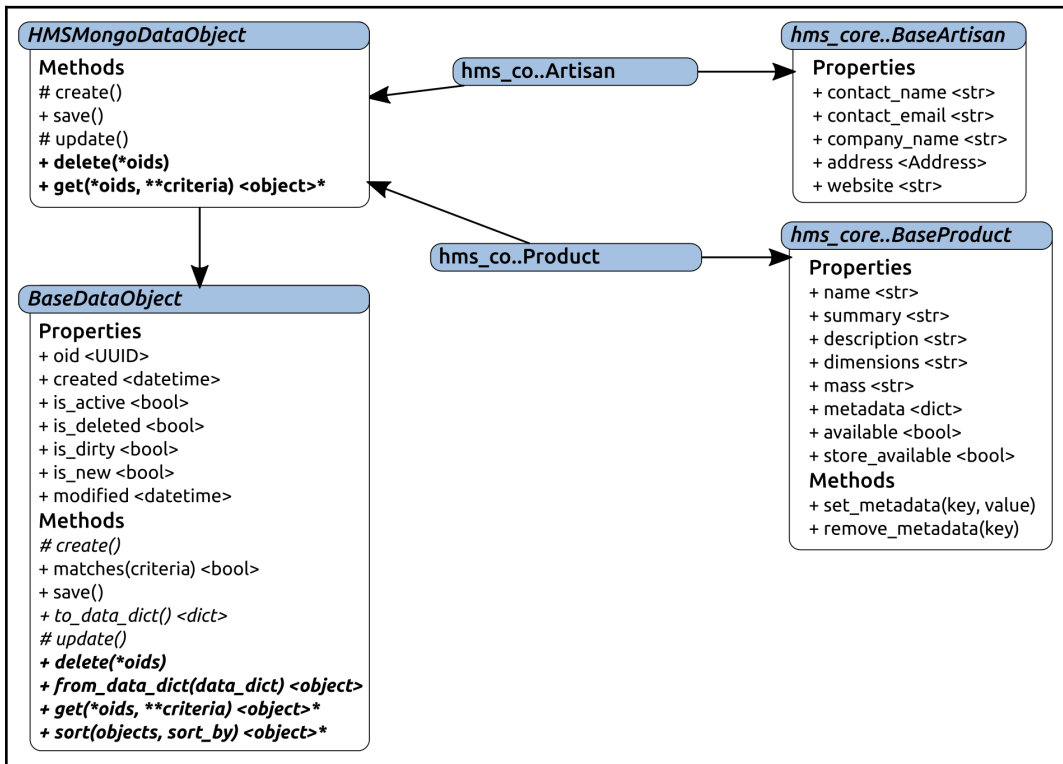 HMSMongoDataObject
Methods
# create()
+ save()
# update()
+ delete(*oids)
+ get(*oids, **criteria) <object>*
hms_co..Artisan
hms_core..BaseArtisan
Properties
+ contact_name <str>
+ contact_email <str>
+ company_name <str>
+ address <Address>
+ website <str>
hms_co..Product
hms_core..BaseProduct
Properties
+ name <str>
+ summary <str>
+ description <str>
+ dimensions <str>
+ mass <str>
+ metadata <dict>
+ available <bool>
+ store_available <bool>
Methods
+ set_metadata(key, value)
+ remove_metadata(key)
BaseDataObject
Properties
+ oid <UUID>
+ created <datetime>
+ is_active <bool>
+ is_deleted <bool>
+ is_dirty <bool>
+ is_new <bool>
+ modified <datetime>
Methods
# create()
+ matches(criteria) <bool>
+ save()
+ to_data_dict() <dict>
# update()
+ delete(*oids)
+ from_data_dict(data_dict) <object>
+ get(*oids, **criteria) <object>*
+ sort(objects, sort_by) <object>*